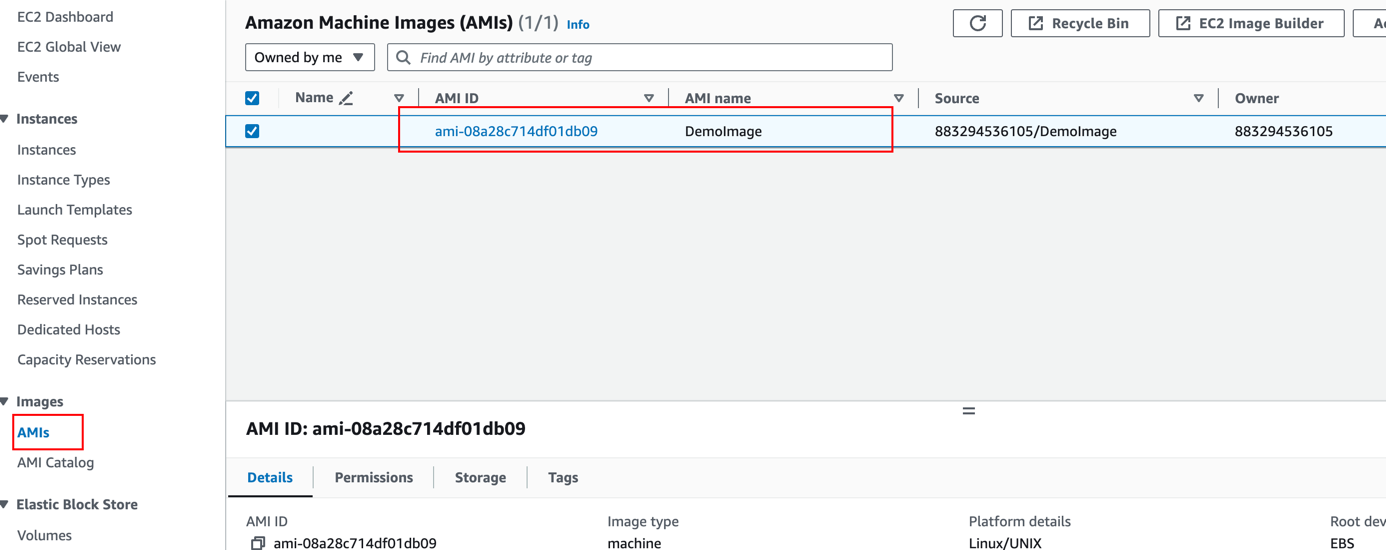 EC2 Dashboard
EC2 Global View
Events
Instances
Instances
Instance Types
Launch Templates
Spot Requests
Savings Plans
Reserved Instances
Dedicated Hosts
Capacity Reservations
Images
AMIs
AMI Catalog
Elastic Block Store
Volumes
Amazon Machine Images (AMIs) (1/1) Info
Recycle Bin EC2 Image Builder
Owned by me Find AMI by attribute or tag
Name AMI ID AMI name Source Owner
ami-08a28c714df01db09 DemoImage 883294536105/DemoImage 883294536105
AMI ID: ami-08a28c714df01db09
Details Permissions Storage Tags
AMI ID Image type Platform details Root dev
ami-08a28c714df01db09 machine Linux/UNIX EBS